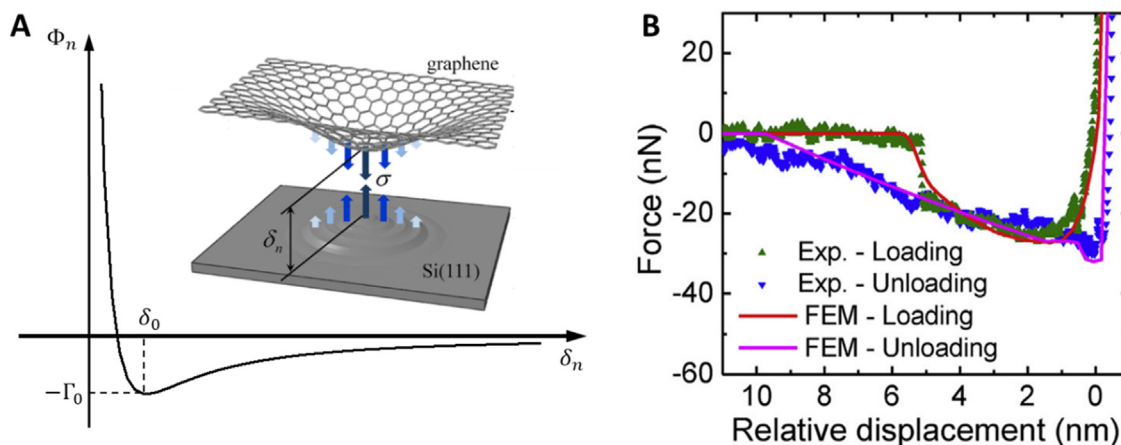 A
Φn
graphene
σ
δn
Si(111)
δ0
δn
−Γ0
B
Force (nN)
20
0
-20
-40
-60
Exp. - Loading
Exp. - Unloading
FEM - Loading
FEM - Unloading
10 8 6 4 2 0
Relative displacement (nm)